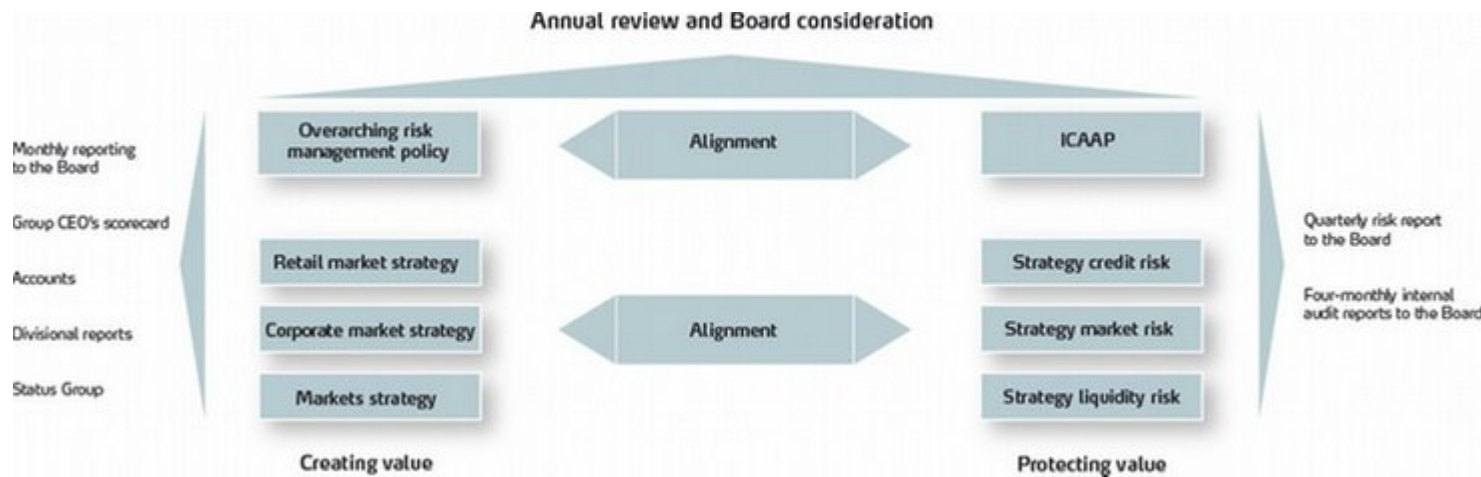 Annual review and Board consideration
Monthly reporting
to the Board
Group CEO's scorecard
Accounts
Divisional reports
Status Group
Overarching risk
management policy
Retail market strategy
Corporate market strategy
Markets strategy
Creating value
Alignment
Alignment
ICAAP
Strategy credit risk
Strategy market risk
Strategy liquidity risk
Protecting value
Quarterly risk report
to the Board
Four-monthly internal
audit reports to the Board